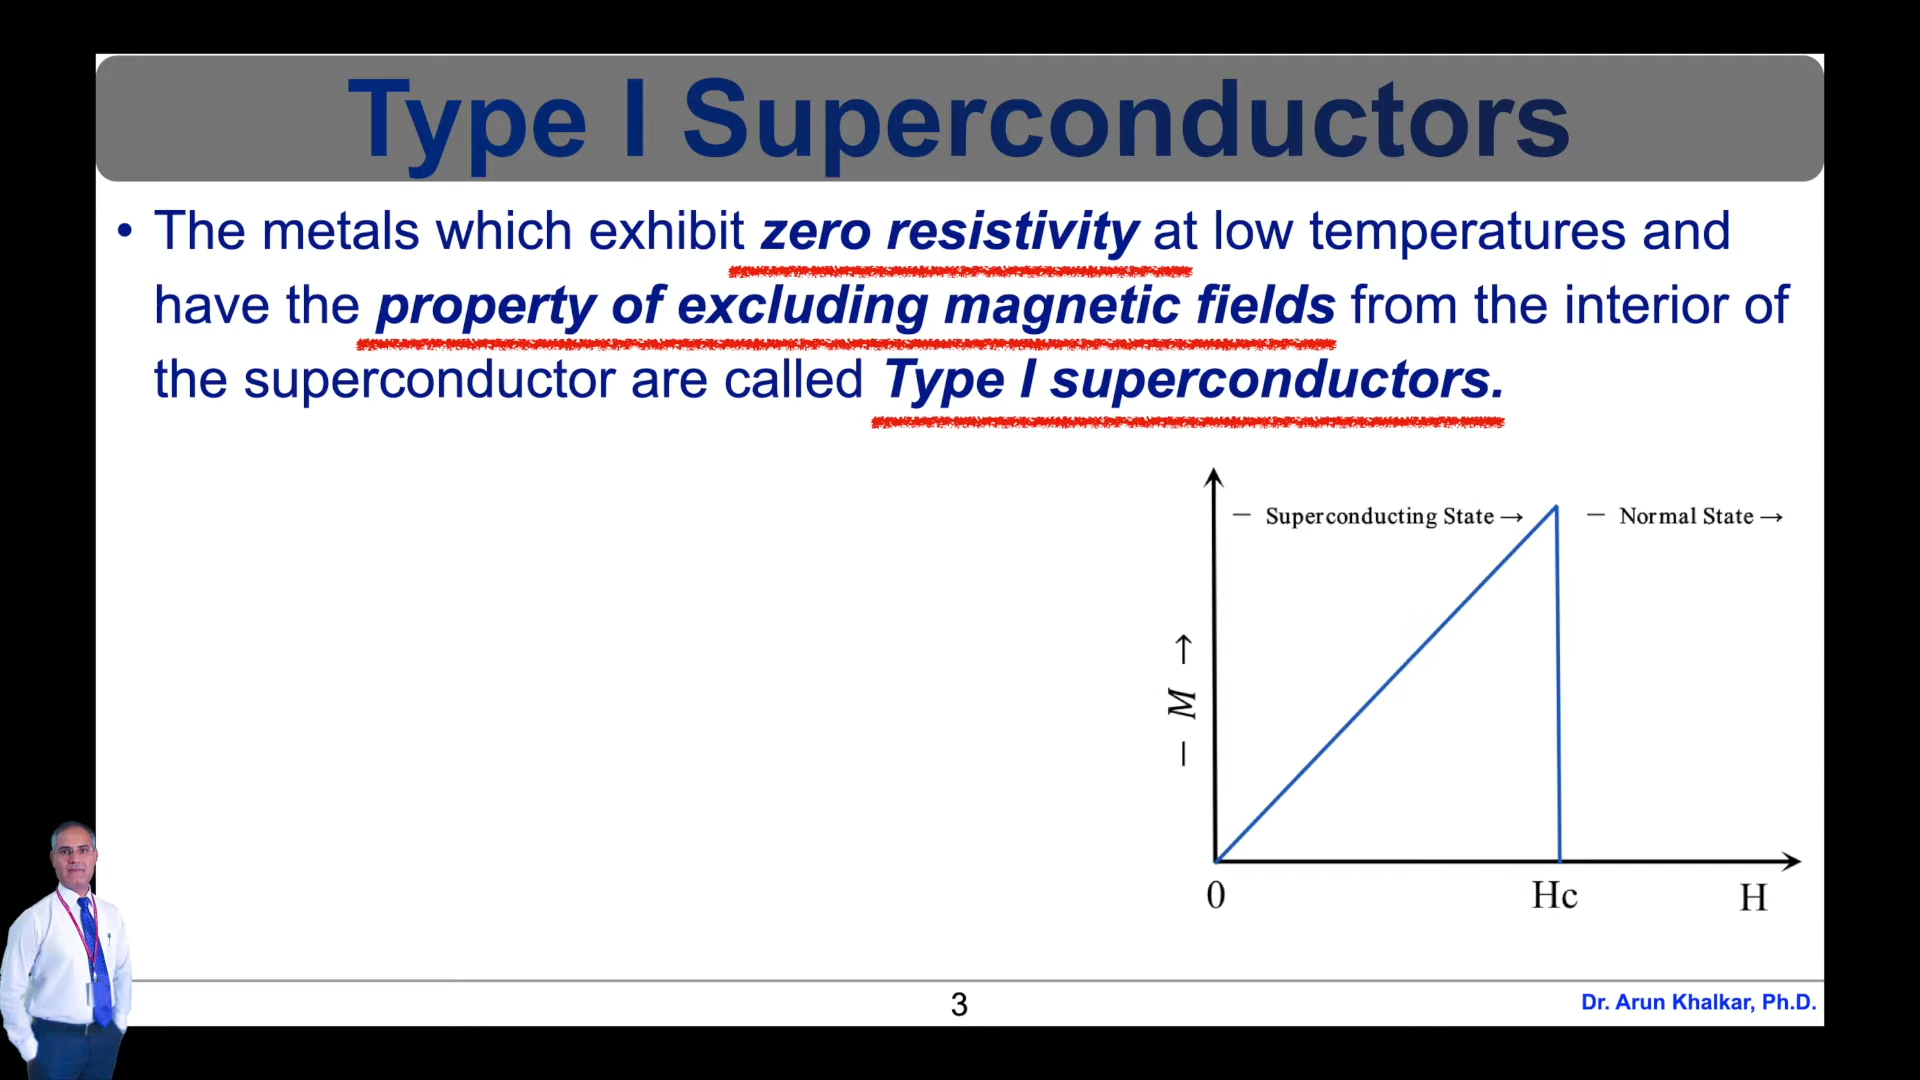 Type I Superconductors
• The metals which exhibit zero resistivity at low temperatures and
have the property of excluding magnetic fields from the interior of
the superconductor are called Type I superconductors.
— Superconducting State →
— Normal State →
— M →
0
Hc
H
3
Dr. Arun Khalkar, Ph.D.